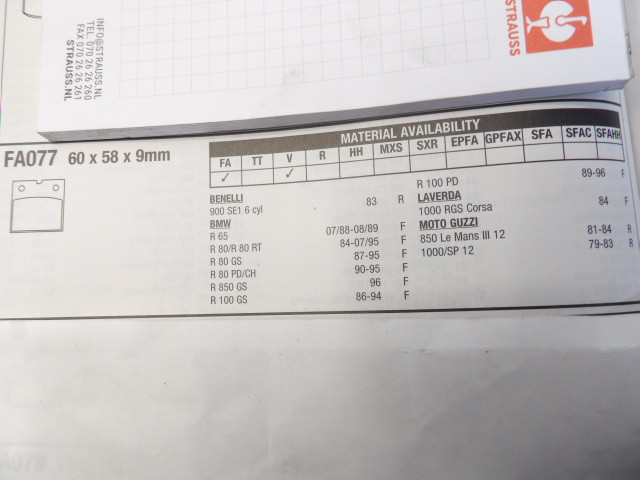 STRAUSS
INFO@STRAUSS.NL
TEL. 070 26 26 260
FAX 070 26 26 261
STRAUSS.NL
FA077 60 x 58 x 9mm
MATERIAL AVAILABILITY
FA TT V R HH MXS SXR EPFA GPFAX SFA SFAC SFAHH
✓ ✓
BENELLI
900 SE1 6 cyl 83 R
BMW
R 65 07/88-08/89 F
R 80/R 80 RT 84-07/95 F
R 80 GS 87-95 F
R 80 PD/CH 90-95 F
R 850 GS 96 F
R 100 GS 86-94 F
R 100 PD 89-96 F
LAVERDA
1000 RGS Corsa 84 F
MOTO GUZZI
850 Le Mans III 12 81-84 R
1000/SP 12 79-83 R